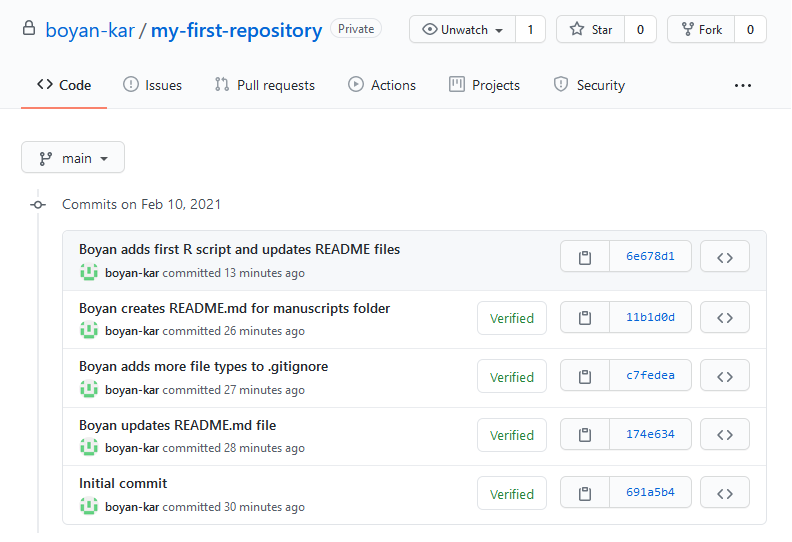 boyan-kar / my-first-repository Private Unwatch 1 Star 0 Fork 0
Code Issues Pull requests Actions Projects Security ...
main
Commits on Feb 10, 2021
Boyan adds first R script and updates README files
boyan-kar committed 13 minutes ago 6e678d1
Boyan creates README.md for manuscripts folder
boyan-kar committed 26 minutes ago Verified 11b1d0d
Boyan adds more file types to .gitignore
boyan-kar committed 27 minutes ago Verified c7fedea
Boyan updates README.md file
boyan-kar committed 28 minutes ago Verified 174e634
Initial commit
boyan-kar committed 30 minutes ago Verified 691a5b4